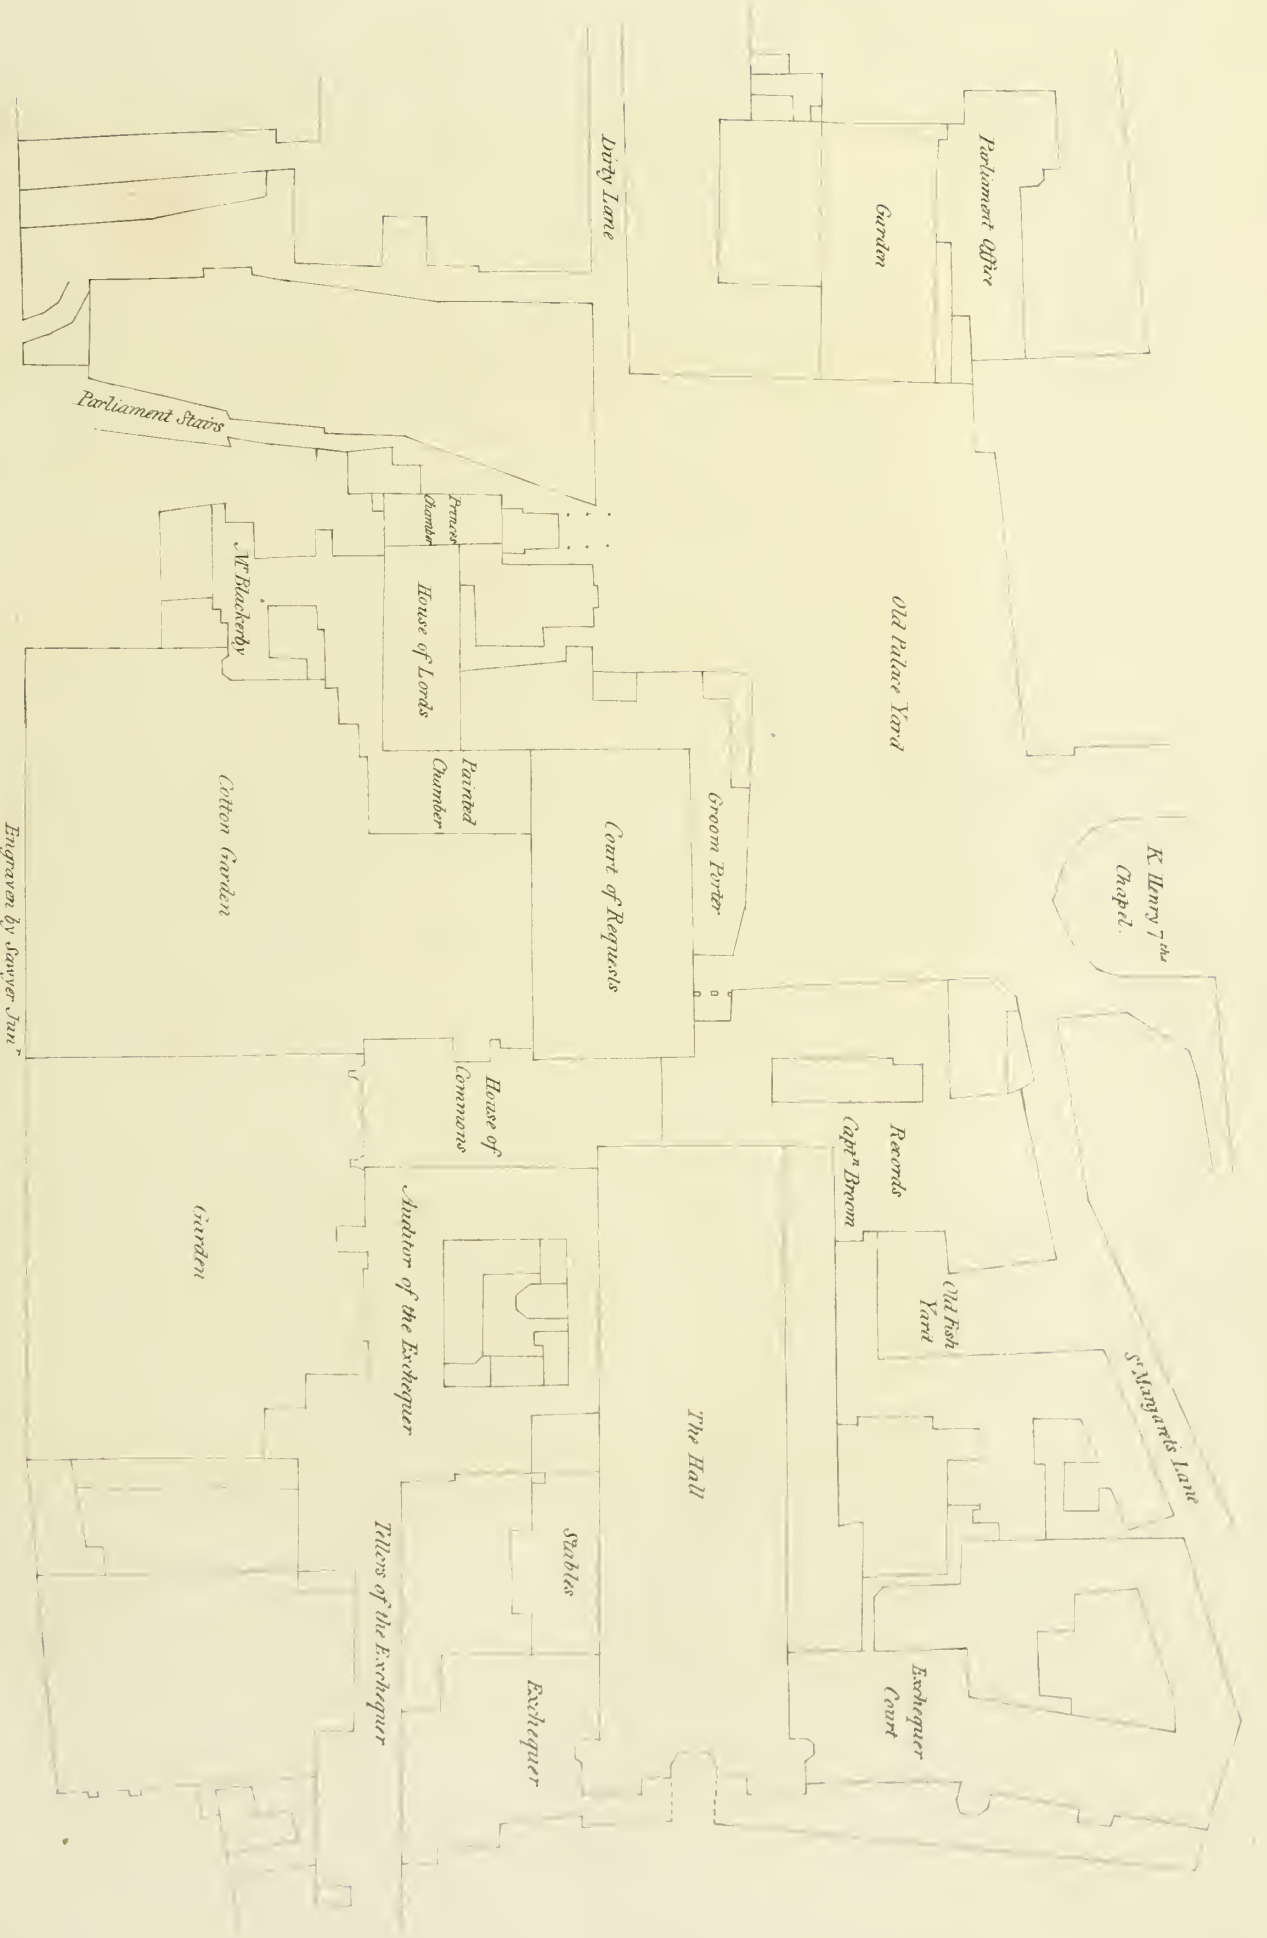 Dirty Lane
Parliament Office
Garden
Parliament Stairs
Princes
Chamber
Mr Blackerby
House of Lords
Old Palace Yard
Painted
Chamber
Cotton Garden
Court of Requests
Groom Porter
K. Henry 7ths
Chapel.
House of
Commons
Records
Captn Broom
Old Fish
Yard
St Margarets Lane
Garden
Auditor of the Exchequer
The Hall
Stables
Tellers of the Exchequer
Exchequer
Exchequer
Court
Engraven by Sawyer Junr